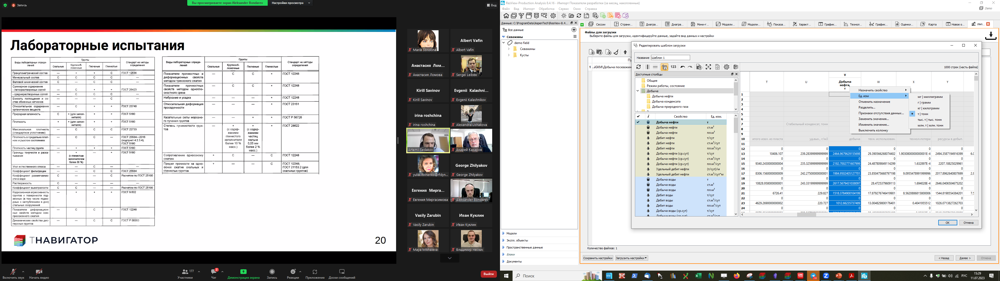 Запись
Вы просматриваете экран Aleksander Bondarev
Настройки просмотра
Вид
Лабораторные испытания
Виды лабораторных определений
Грунты
Стандарт на методы определения
Скальные
Крупнообломочные
Песчаные
Глинистые
Гранулометрический состав — + + С ГОСТ 12536
Минеральный состав С С С С —
Валовой химический состав С — С С —
Суммарное содержание
- легкорастворимых солей — С + + ГОСТ 26423
- среднерастворимых солей — С С С —
Емкость поглощения и состав обменных катионов — — — С —
Относительное содержание органических веществ — С + + ГОСТ 23740
Природная влажность С + (для заполнителя) + + ГОСТ 5180
Плотность + + (для заполнителя) + + ГОСТ 5180
Максимальная плотность (стандартное уплотнение) — С С С ГОСТ 22733
Плотность в предельно плотном и рыхлом состояниях — С С — ГОСТ 25584—2016 (подпункт 4.2.3.4); ГОСТ 5180
Плотность частиц грунта — + + + ГОСТ 5180
Границы текучести и раскатывания — + (с глинистым заполнителем более 30 %) — + ГОСТ 5180
Угол естественного откоса — — С — —
Коэффициент фильтрации — — С С ГОСТ 25584
Коэффициент размягчаемости в воде С — — — Расчетом по ГОСТ 25100
Растворимость С — — — —
Коэффициент выветрелости С С — — Расчетом по ГОСТ 25100
Коррозионная агрессивность грунтов к поверхности подземных (в том числе подводных с заглублением в дно) стальных сооружений — + + + ГОСТ 9.602
Показатели деформационных свойств методом компрессионного сжатия — С С + ГОСТ 12248
Динамические свойства дисперсных грунтов — — С С ГОСТ Р 56353
Виды лабораторных определений
Грунты
Стандарт на методы определения
Скальные
Крупнообломочные
Песчаные
Глинистые
Показатели прочностных и деформационных свойств методом трехосного сжатия — С С + ГОСТ 12248
Показатели прочностных свойств методом одноплоскостного среза — С С + ГОСТ 12248
Набухание и усадка — — — + ГОСТ 12248
Относительная деформация просадочности — — — + ГОСТ 23161
Касательные силы морозного пучения грунтов — — + + ГОСТ Р 56726
Степень пучинистости грунтов — + (с содержанием глинистого заполнителя более 10 % масс.) + (с содержанием частиц мельче 0,05 мм более 2 % масс.) + ГОСТ 28622
Сопротивление одноосному сжатию + С — С ГОСТ 12248
Предел прочности на одноосное сжатие скальных и глинистых грунтов + — — С ГОСТ 12248; ГОСТ 21153.2 (для скальных грунтов)
ТНАВИГАТОР
20
Maria Sorokina
Albert Vafin
Albert Vafin
Анастасия Лом...
Анастасия Ломова
Sergei Leibov
Kirill Savinov
Kirill Savinov
Evgenii Kalashni...
Evgenii Kalashnikov
irina roshchina
irina roshchina
Alexandra Ushakova
Artemii Sedakov
Андрей Казаров
yuliia.litvinenko@rfdyn...
George Zhilyakov
George Zhilyakov
Евгения Мирга...
Евгения Миргасимова
Aleksander Bondarev
Vasily Zarubin
Vasily Zarubin
Иван Куклин
Иван Куклин
Maya Mikhaleva
Владимир Ческис
Включить звук
Начать видео
177
Участники
2
Чат
Демонстрация экрана
Запись
Реакции
Приложения
Доски сообщений
Выйти
ResView-Production Analysis 8.4.16 - Импорт Показатели разработки (за месяц, накопленные)
Файл Вид Импорт Обработка Сервис Окно Справка
Demo
Данные: C:\ProgramData\AspenTech\ResView-8.4...
Сессии Страни... Диагра... Диагра... Мини-г... Модели... Модели... Показа... Характ... График... Технол... График... Оценки... Карта Новое о... Имп...
Все данные
Скважины
demo field
Скважины
Кусты
Модели
Экспл. объекты
Пространственные данные
Блоки
Документы
Файлы для загрузки
Выберите файлы для загрузки, идентифицируйте данные, задайте вид данных и настройки
Пу
1 ...\GKM\Добыча поскважин
Количество файлов: 1
Сохранить настройки
Загрузить настройки
< Назад
Далее >
Отмена
Редактировать шаблон загрузки
Название Шаблон 1
123
1000 строк (часть файла)
Доступные столбцы
Общие
Режим работы, состояние
Добыча
Добыча нефти
Добыча конденсата
Добыча природного газа
Свойство Ед. изм.
Добыча нефти т
Добыча нефти ст.м³
Добыча нефти пл.м³
Дебит нефти т/сут
Дебит нефти ст.м³/сут
Дебит нефти пл.м³/сут
Добыча нефти (ср.сут) т/сут
Добыча нефти (ср.сут) ст.м³/сут
Добыча нефти (ср.сут) пл.м³/сут
Удельный дебит нефти (т/сут)/м
Удельный дебит нефти ст.м³/сут*м
Добыча воды т
Добыча воды ст.м³
Добыча воды пл.м³
Дебит воды т/сут
Дебит воды ст.м³/сут
Дебит воды пл.м³/сут
Добыча воды (ср.сут) т/сут
Добыча воды (ср.сут) ст.м³/сут
T U V W X Y
Добыча нефти, т
Назначить свойство
Ед. изм
Отменить назначение
Разделить...
Признаки отсутствия данных...
Заменить значения...
Изменить значение...
Выключить колонку
мг | миллиграмм
г | грамм
кг | килограмм
т | тонн
тыс. т | тыс. тонн
млн. т | млн. тонн
1
2
3
4
5
6
7 Стабильный конденсат, тонн
8
9
10 итого извл. из пласта уд.вых., г/м3 добыча техн. использован. технол.потери ресурсы в добыт.
11
12 0 0 0 0 0 0
13 10406.107 239.28399999999999 2464.9679629155698 29.390566268074402 1.9030800000000001E-4 2494.3587194916399
14 0 0 0 0 0 0
15 9340.2430000000004 235.32599999999999 2182.7002771607999 24.487809849114299 1.632897E-4 2207.18825029961
16 0 0 0 0 0 0
17 8306.1560000000009 242.27500000000001 1984.9502405127701 23.850475668797198 9.0955478991999996 2017.8962640807699
18 0 0 0 0 0 0
19 10828.958000000001 243.33199999999999 2617.5679431038097 28.4725379609113 1.694028E-4 2646.0406504675202
20 0 0 0 0 0 0
21 6726.41 229.827 1518.3784900104199 17.879276746419901 8.5620886815800006 1544.8198554384201
22 0 0 0 0 0 0
23 4629.2690000000002 220.727 1012.66235737489 13.004829800176401 0.4041955512 1026.0713827262703
24 0 0 0 0 0 0
OK
Отмена
Поиск
РУС
15:29
11.07.2023